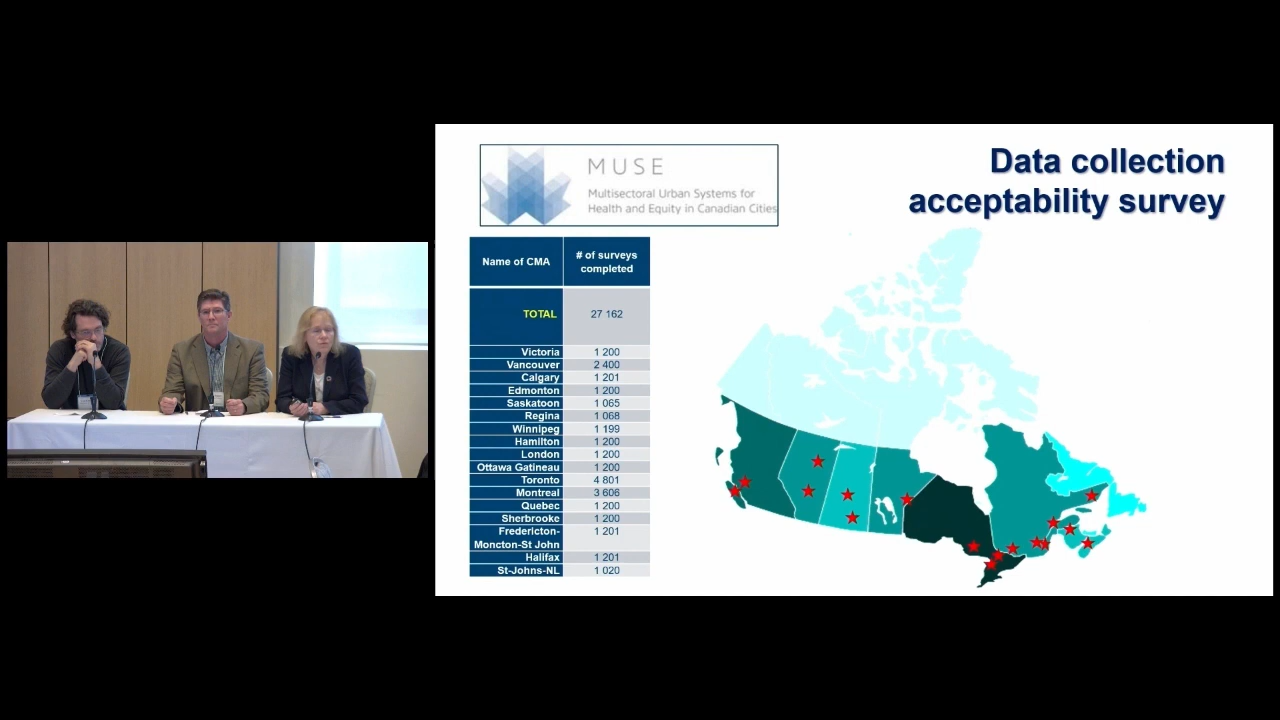 MUSE
Multisectoral Urban Systems for
Health and Equity in Canadian Cities
Data collection
acceptability survey
Name of CMA # of surveys completed
TOTAL 27 162
Victoria 1 200
Vancouver 2 400
Calgary 1 201
Edmonton 1 200
Saskatoon 1 065
Regina 1 068
Winnipeg 1 199
Hamilton 1 200
London 1 200
Ottawa Gatineau 1 200
Toronto 4 801
Montreal 3 606
Quebec 1 200
Sherbrooke 1 200
Fredericton- 1 201
Moncton-St John
Halifax 1 201
St-Johns-NL 1 020